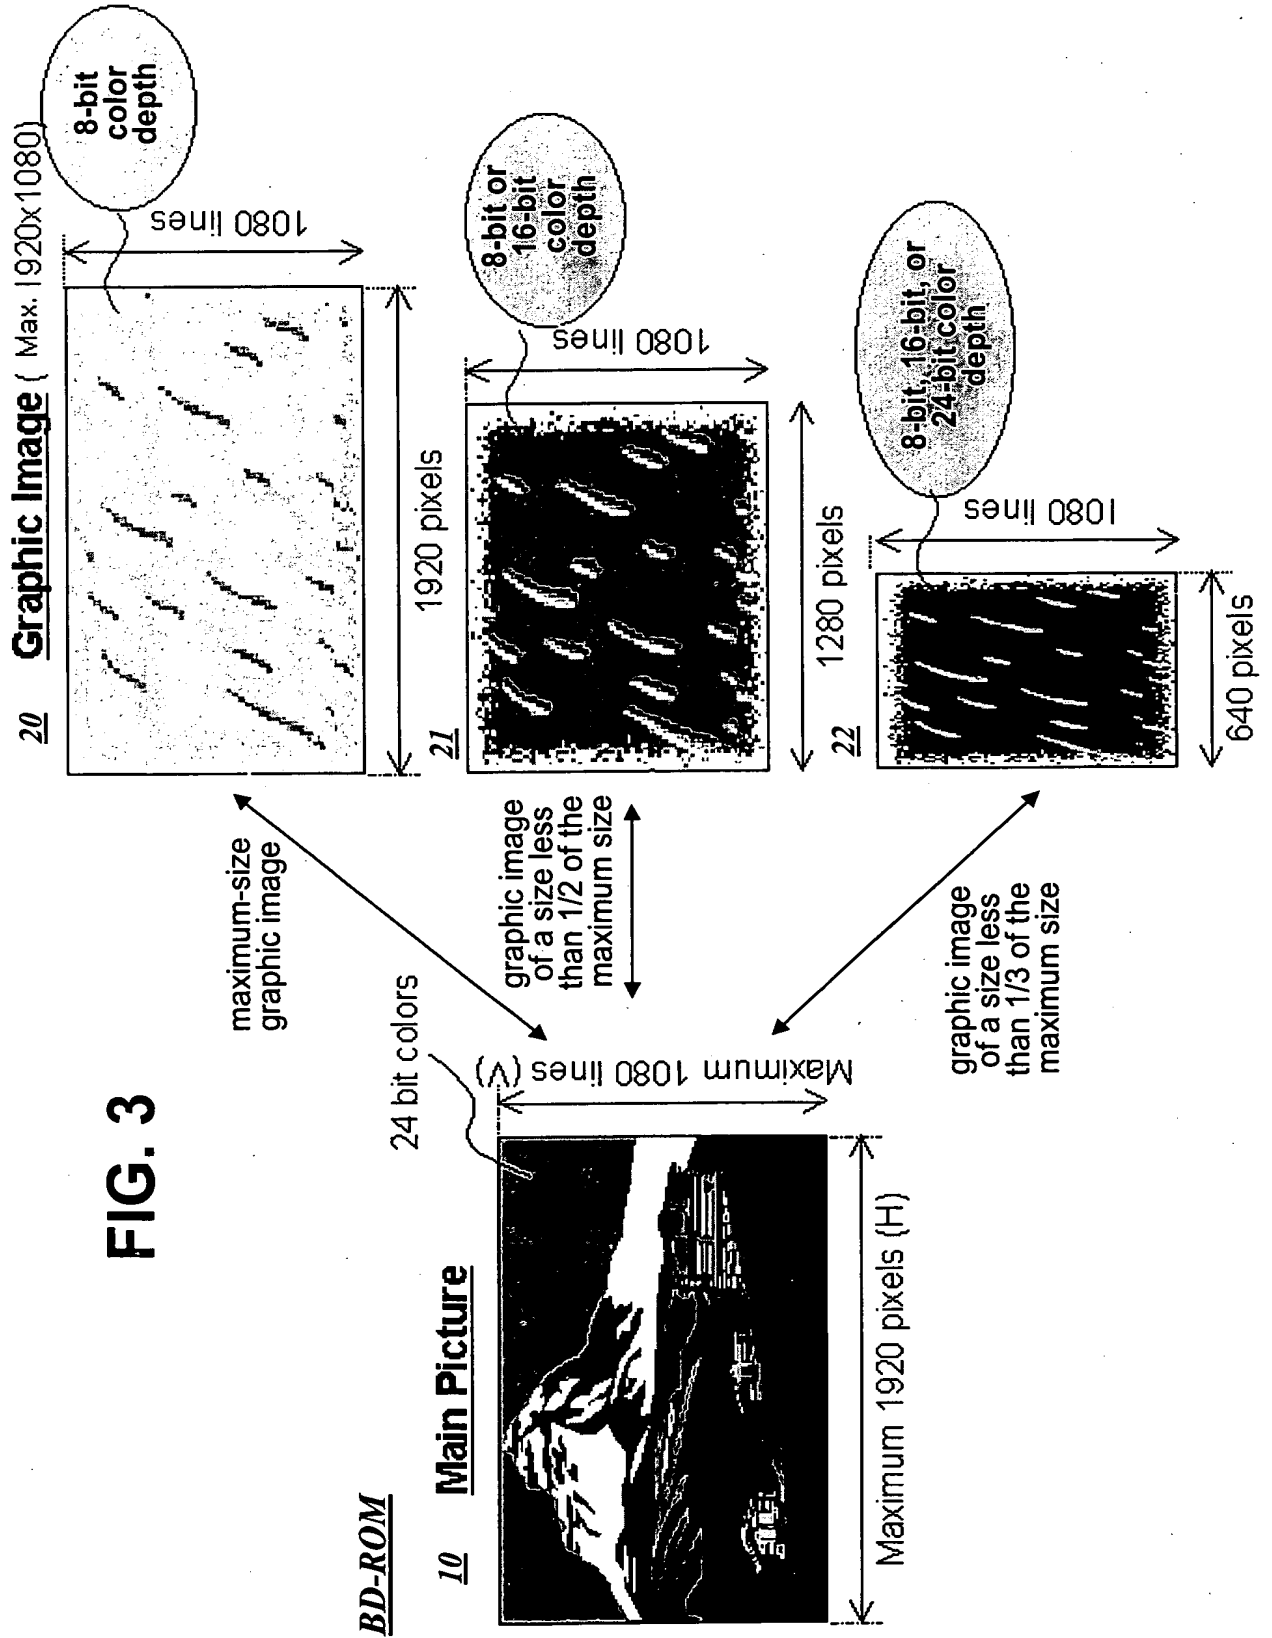 FIG. 3
BD-ROM
10 Main Picture
24 bit colors
Maximum 1080 lines (V)
Maximum 1920 pixels (H)
maximum-size
graphic image
graphic image
of a size less
than 1/2 of the
maximum size
graphic image
of a size less
than 1/3 of the
maximum size
20 Graphic Image ( Max. 1920x1080)
8-bit
color
depth
1080 lines
1920 pixels
21
8-bit or
16-bit
color
depth
1080 lines
1280 pixels
22
8-bit, 16-bit, or
24-bit color
depth
1080 lines
640 pixels